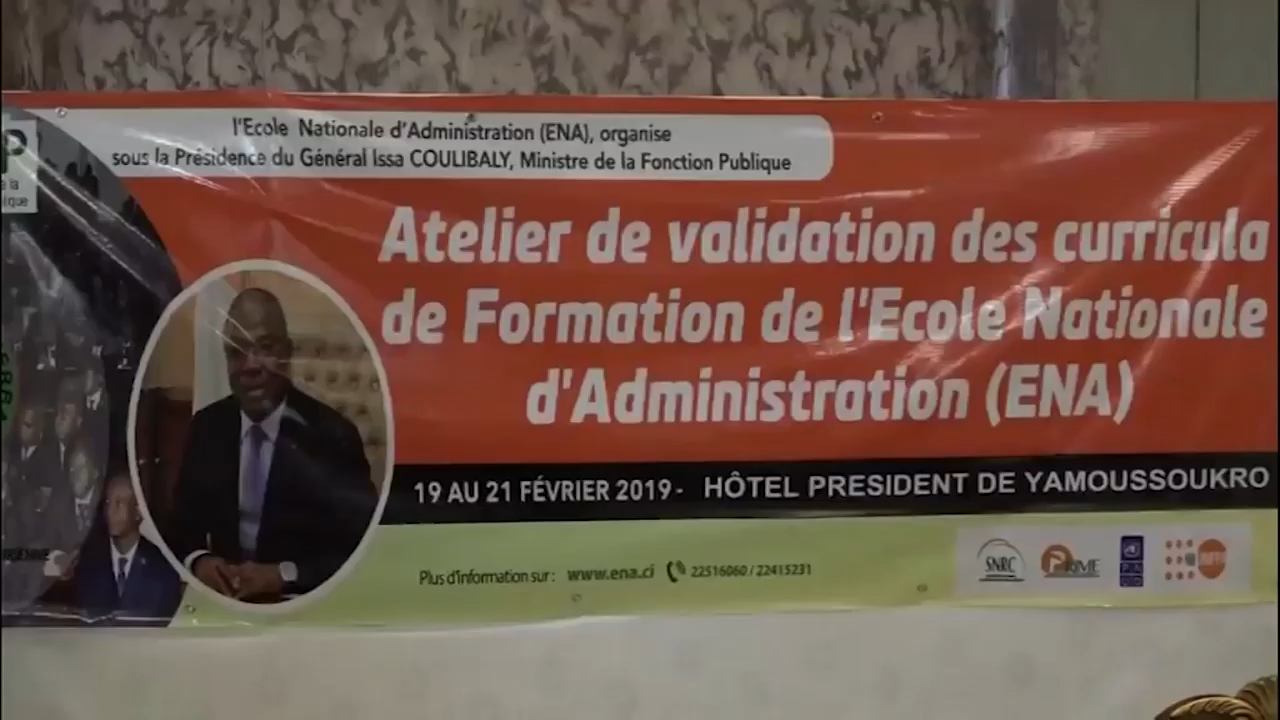 l'Ecole Nationale d'Administration (ENA), organise
sous la Présidence du Général Issa COULIBALY, Ministre de la Fonction Publique
Atelier de validation des curricula
de Formation de l'Ecole Nationale
d'Administration (ENA)
19 AU 21 FÉVRIER 2019 - HÔTEL PRESIDENT DE YAMOUSSOUKRO
Plus d'information sur : www.ena.ci 22516060 / 22415231
SNRC PRIME
P